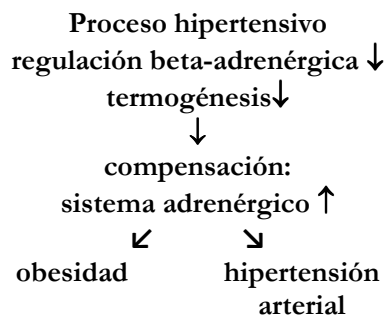 Proceso hipertensivo
regulación beta-adrenérgica ↓
termogénesis↓
↓
compensación:
sistema adrenérgico ↑
↙ ↘
obesidad hipertensión
arterial